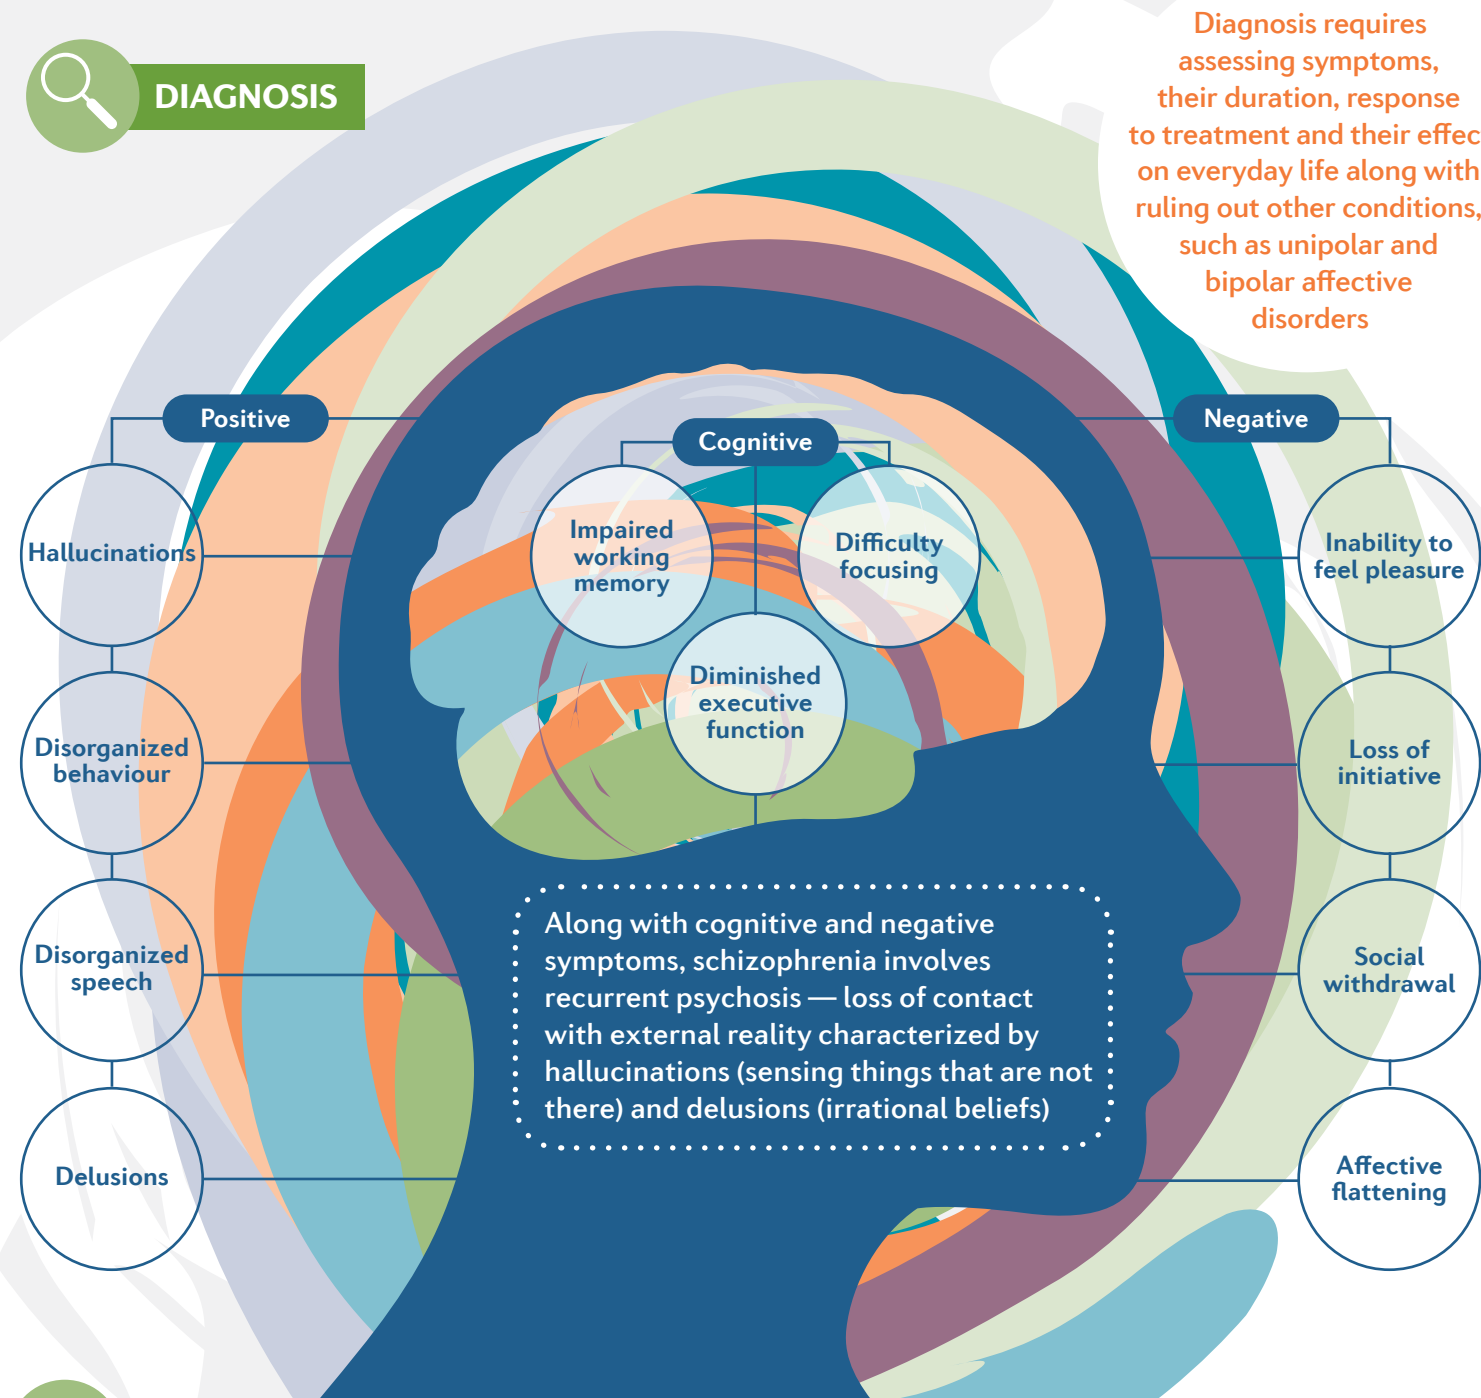 DIAGNOSIS
Diagnosis requires
assessing symptoms,
their duration, response
to treatment and their effec
on everyday life along with
ruling out other conditions,
such as unipolar and
bipolar affective
disorders
Positive
Hallucinations
Disorganized
behaviour
Disorganized
speech
Delusions
Cognitive
Impaired
working
memory
Difficulty
focusing
Diminished
executive
function
Negative
Inability to
feel pleasure
Loss of
initiative
Social
withdrawal
Affective
flattening
Along with cognitive and negative
symptoms, schizophrenia involves
recurrent psychosis — loss of contact
with external reality characterized by
hallucinations (sensing things that are not
there) and delusions (irrational beliefs)